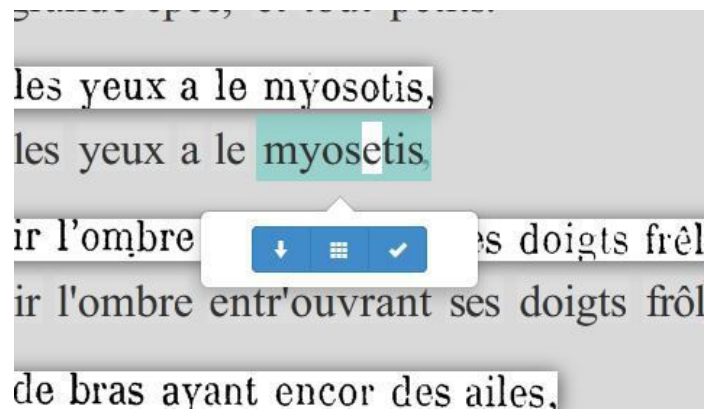 les yeux a le myosotis,
les yeux a le myosetis,
ir l'ombre es doigts frêl
ir l'ombre entr'ouvrant ses doigts frôl
de bras ayant encor des ailes,